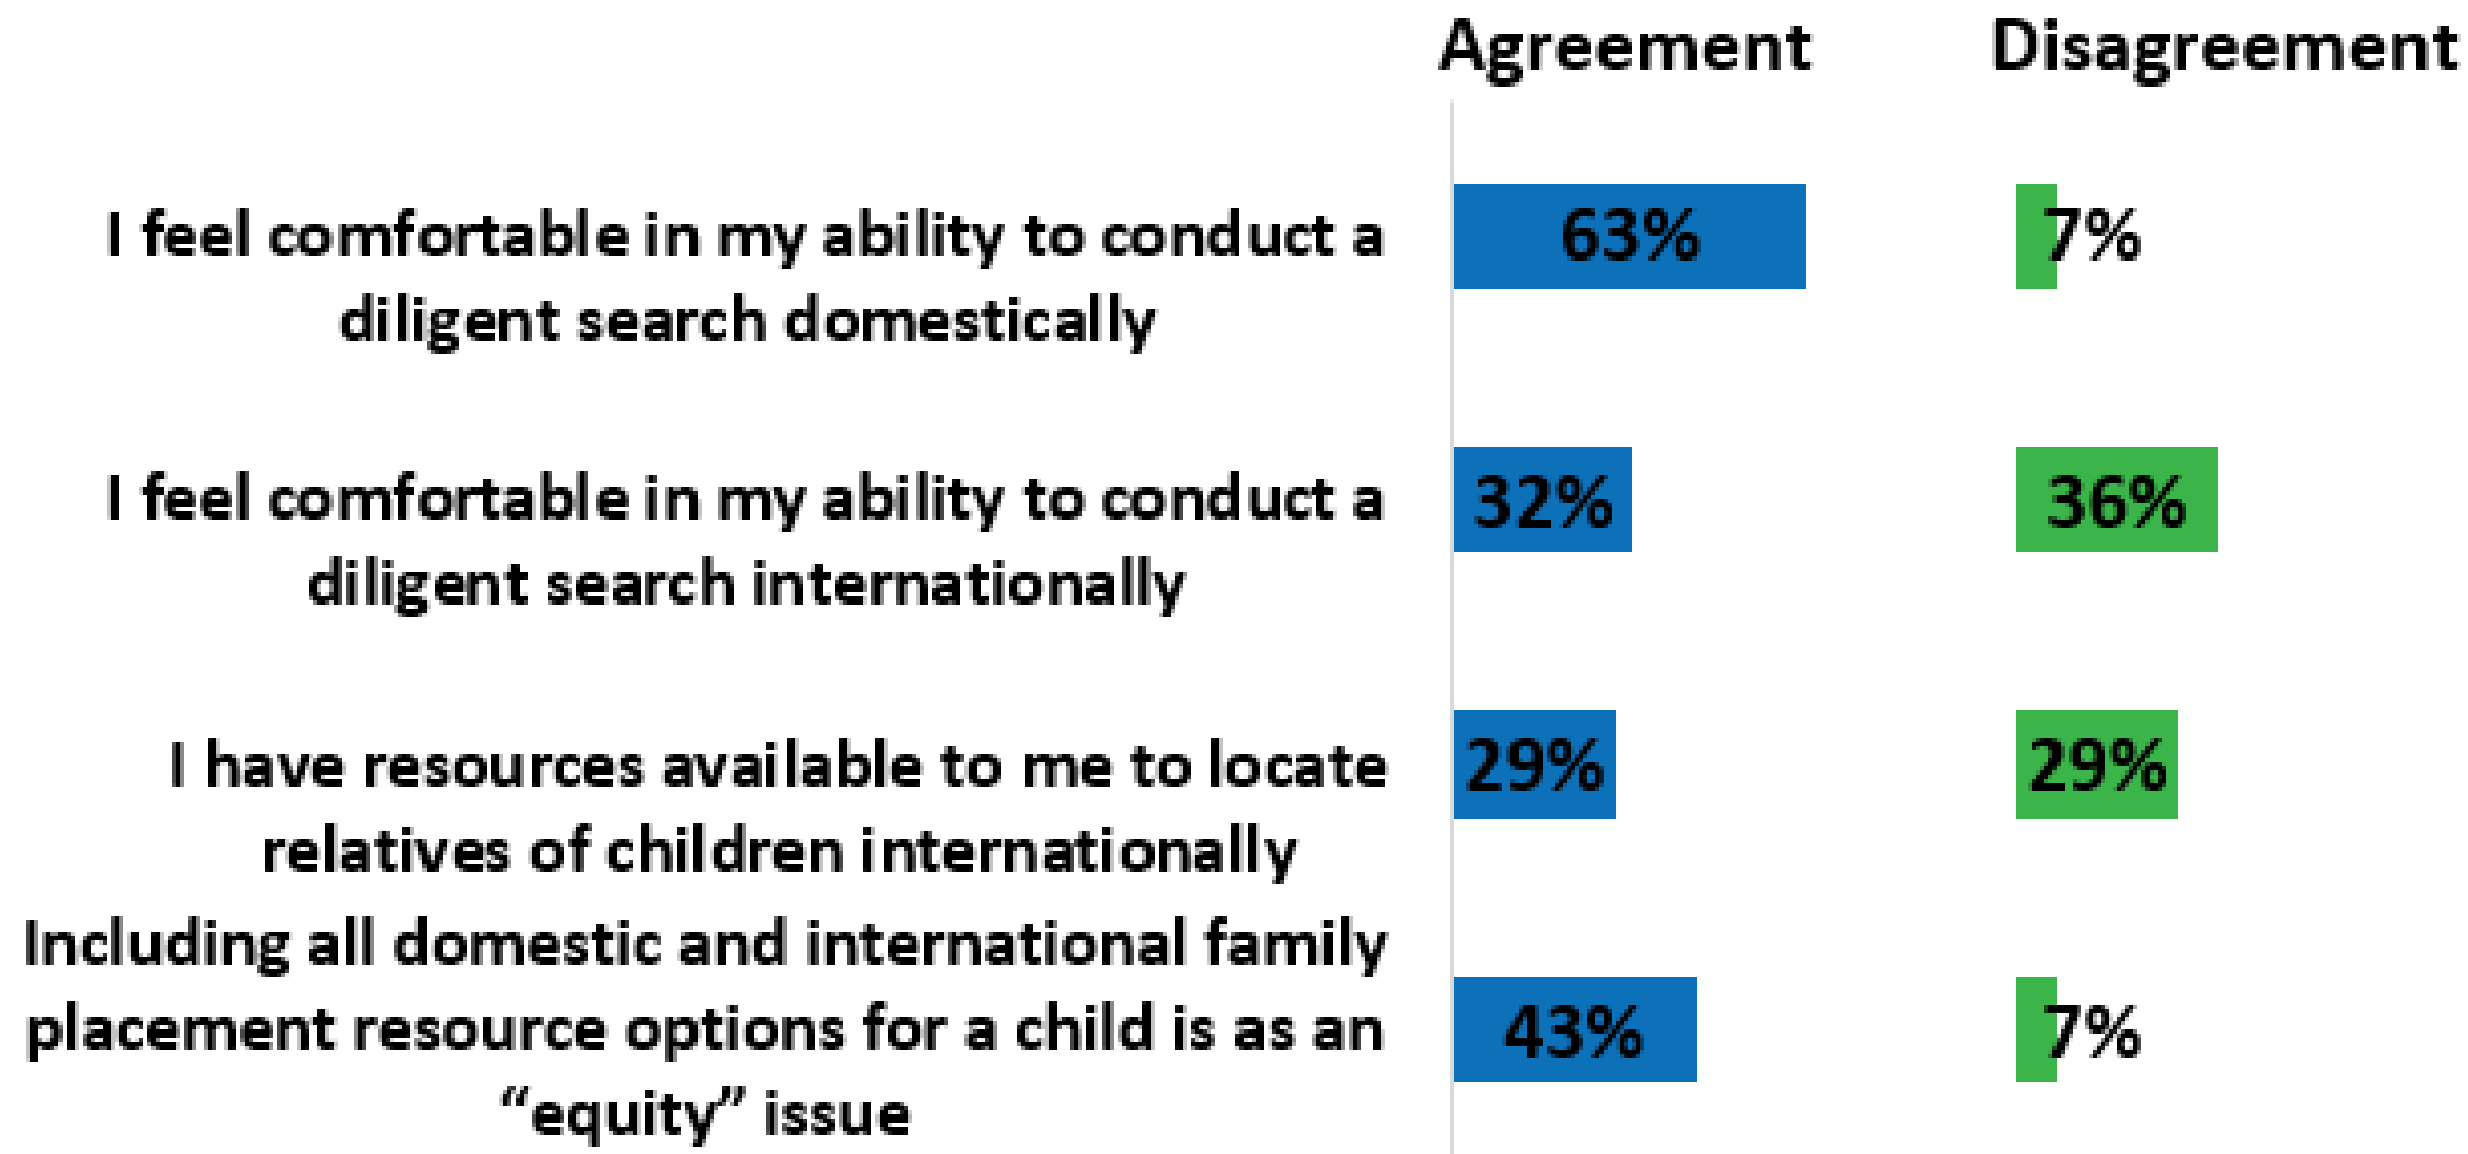 Agreement Disagreement
I feel comfortable in my ability to conduct a
diligent search domestically
63% 7%
I feel comfortable in my ability to conduct a
diligent search internationally
32% 36%
I have resources available to me to locate
relatives of children internationally
29% 29%
Including all domestic and international family
placement resource options for a child is as an
“equity” issue
43% 7%